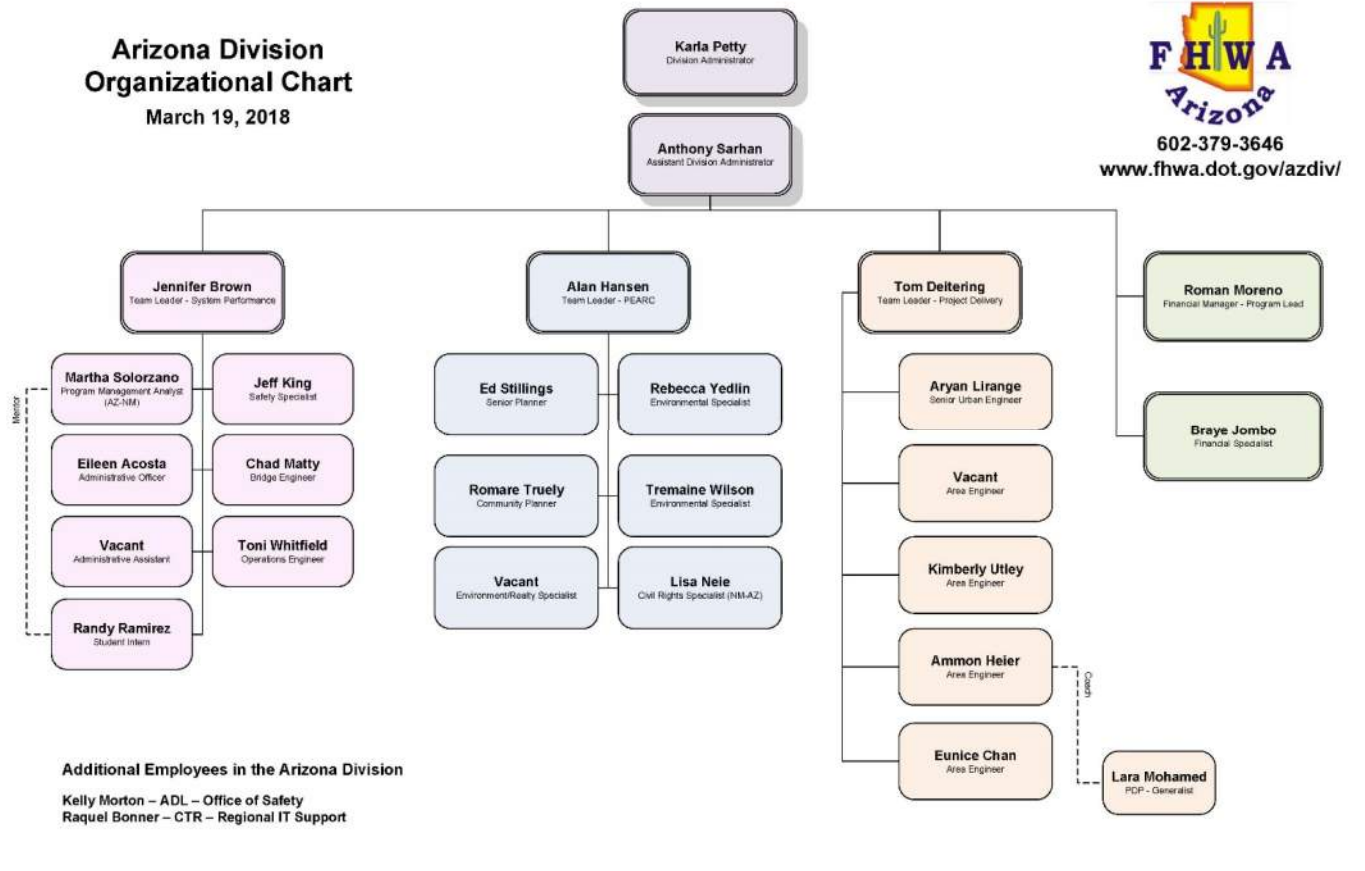 Arizona Division
Organizational Chart
March 19, 2018
Karla Petty
Division Administrator
Anthony Sarhan
Assistant Division Administrator
FHWA
Arizona
602-379-3646
www.fhwa.dot.gov/azdiv/
Jennifer Brown
Team Leader - System Performance
Martha Solorzano
Program Management Analyst
(AZ-NM)
Jeff King
Safety Specialist
Mentor
Eileen Acosta
Administrative Officer
Chad Matty
Bridge Engineer
Vacant
Administrative Assistant
Toni Whitfield
Operations Engineer
Randy Ramirez
Student Intern
Alan Hansen
Team Leader - PEARC
Ed Stillings
Senior Planner
Rebecca Yedlin
Environmental Specialist
Romare Truely
Community Planner
Tremaine Wilson
Environmental Specialist
Vacant
Environment/Realty Specialist
Lisa Neie
Civil Rights Specialist (NM-AZ)
Tom Deitering
Team Leader - Project Delivery
Aryan Lirange
Senior Urban Engineer
Vacant
Area Engineer
Kimberly Utley
Area Engineer
Ammon Heier
Area Engineer
Coach
Eunice Chan
Area Engineer
Lara Mohamed
PDP - Generalist
Roman Moreno
Financial Manager - Program Lead
Braye Jombo
Financial Specialist
Additional Employees in the Arizona Division
Kelly Morton – ADL – Office of Safety
Raquel Bonner – CTR – Regional IT Support